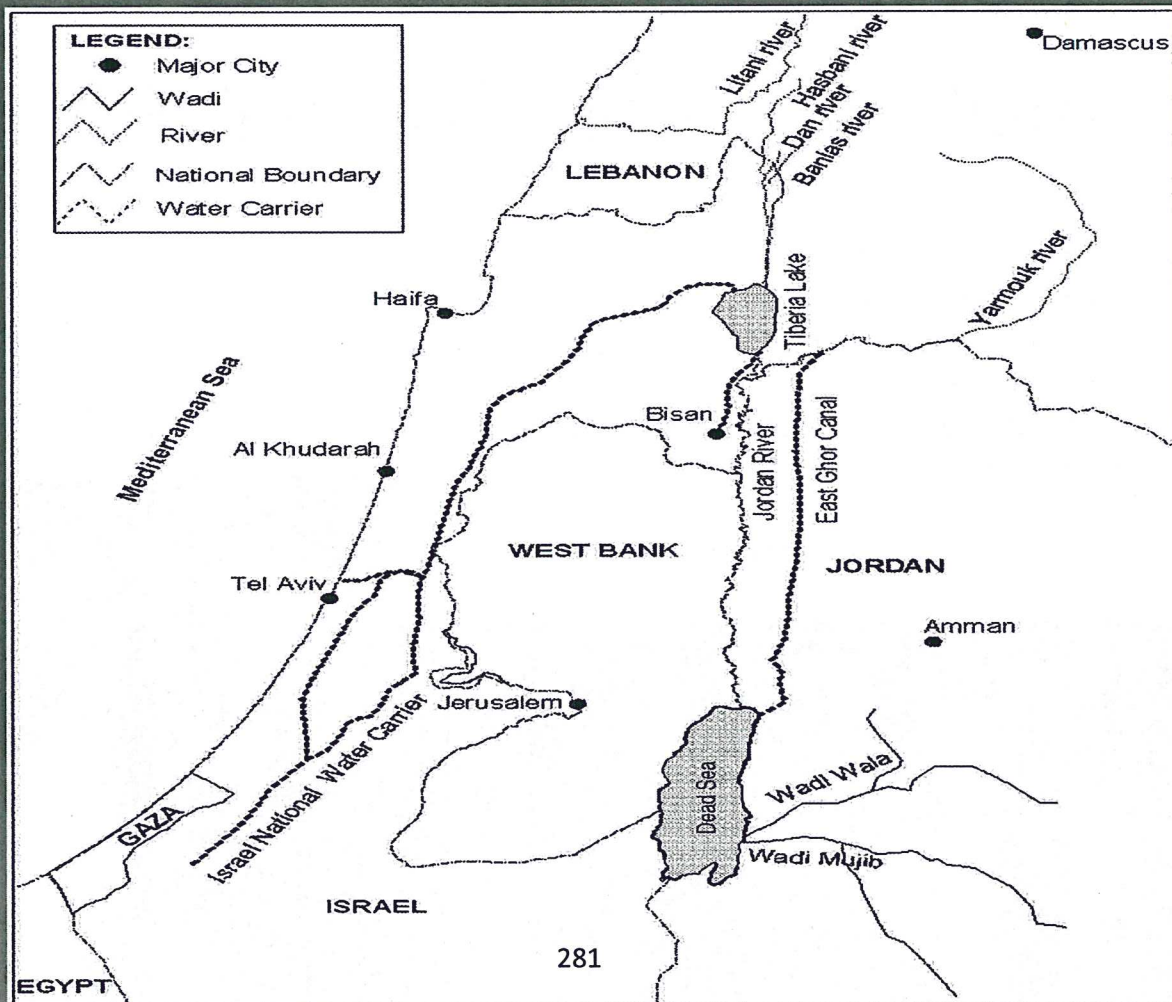 LEGEND:
Major City
Wadi
River
National Boundary
Water Carrier
Damascus
Litani river
Hasbani river
Dan river
Banias river
LEBANON
Yarmouk river
Haifa
Tiberia Lake
Mediterranean Sea
Bisan
Al Khudarah
Jordan River
East Ghor Canal
WEST BANK
JORDAN
Tel Aviv
Amman
Jerusalem
Israel National Water Carrier
Dead Sea
Wadi Wala
GAZA
Wadi Mujib
ISRAEL
281
EGYPT